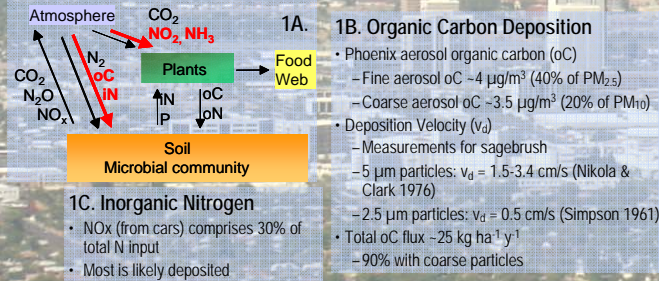 1A.
Atmosphere
CO2
NO2, NH3
N2
oC
iN
CO2
N2O
NOx
Plants
Food
Web
iN
P
oC
oN
Soil
Microbial community
1C. Inorganic Nitrogen
• NOx (from cars) comprises 30% of
total N input
• Most is likely deposited
1B. Organic Carbon Deposition
• Phoenix aerosol organic carbon (oC)
– Fine aerosol oC ~4 μg/m3 (40% of PM2.5)
– Coarse aerosol oC ~3.5 μg/m3 (20% of PM10)
• Deposition Velocity (vd)
– Measurements for sagebrush
– 5 μm particles: vd = 1.5-3.4 cm/s (Nikola &
Clark 1976)
– 2.5 μm particles: vd = 0.5 cm/s (Simpson 1961)
• Total oC flux ~25 kg ha-1 y-1
– 90% with coarse particles